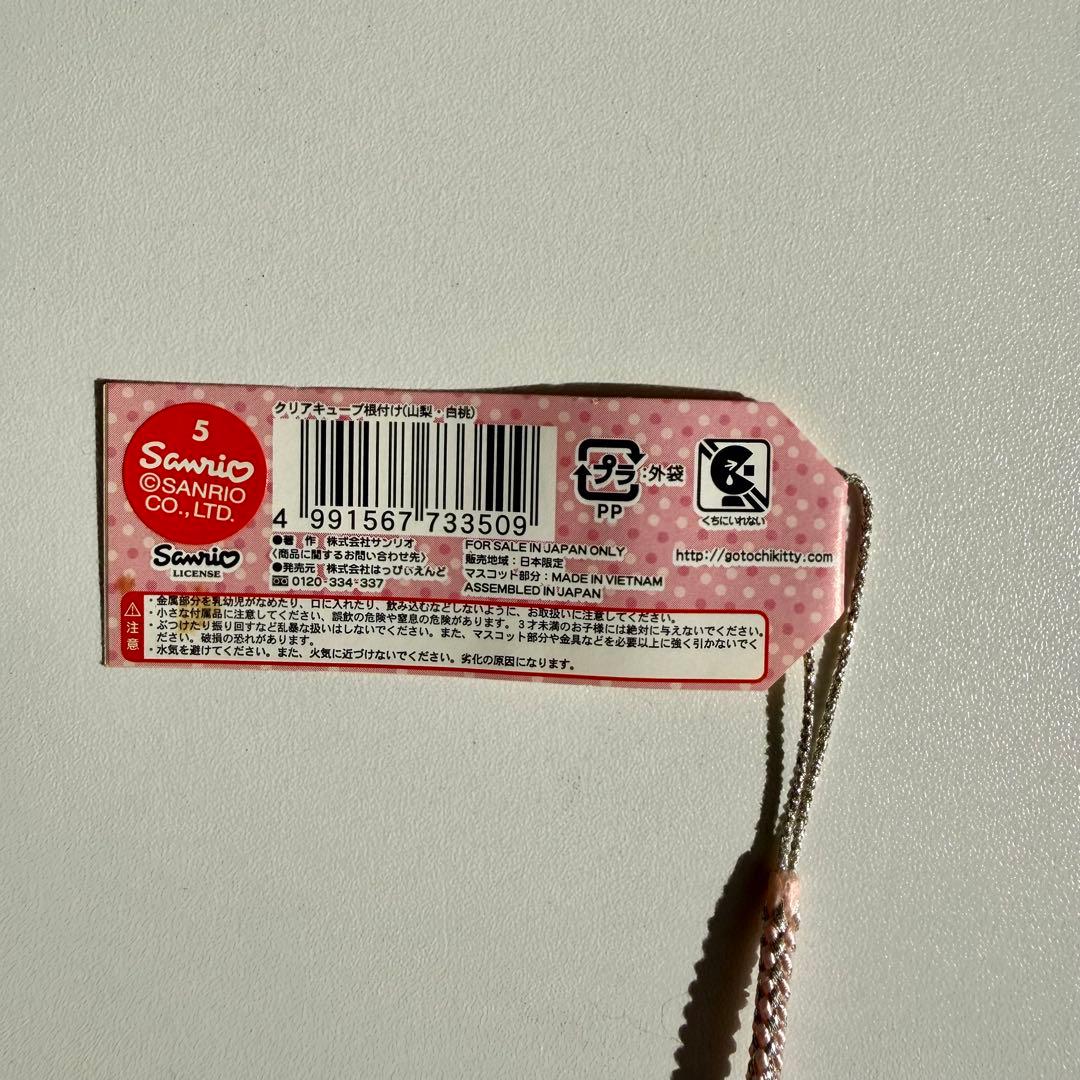 5
Sanrio
©SANRIO
CO.,LTD.
Sanrio
LICENSE
クリアキューブ根付け(山梨・白桃)
4 991567 733509
●著 作 株式会社サンリオ
〈商品に関するお問い合わせ先〉
●発売元 株式会社はっぴぃえんど
0120-334-337
FOR SALE IN JAPAN ONLY
販売地域：日本限定
マスコット部分：MADE IN VIETNAM
ASSEMBLED IN JAPAN
プラ :外袋
PP
くちにいれない
http://gotochikitty.com
注意
・金属部分を乳幼児がなめたり、口に入れたり、飲み込むなどしないように、お取扱いに注意してください。
・小さな付属品に注意してください、誤飲の危険や窒息の危険があります。3才未満のお子様には絶対に与えないでください。
・ぶつけたり振り回すなど乱暴な扱いはしないでください。また、マスコット部分や金具などを必要以上に強く引かないでく
ださい。破損の恐れがあります。
・水気を避けてください。また、火気に近づけないでください。劣化の原因になります。